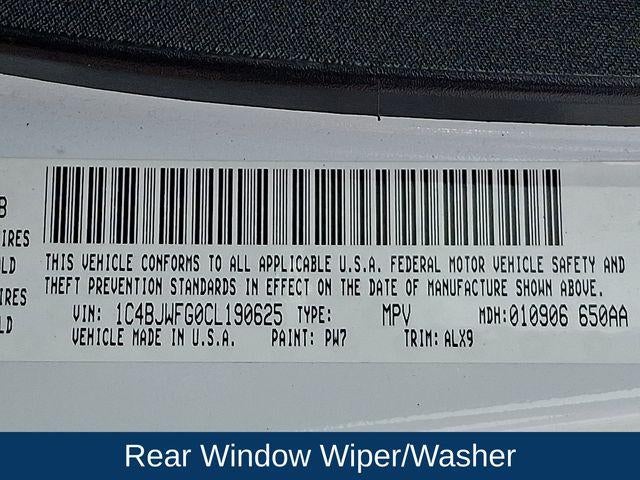 B
IRES
LD
IRES
LD
THIS VEHICLE CONFORMS TO ALL APPLICABLE U.S.A. FEDERAL MOTOR VEHICLE SAFETY AND
THEFT PREVENTION STANDARDS IN EFFECT ON THE DATE OF MANUFACTURE SHOWN ABOVE.
VIN: 1C4BJWFG0CL190625 TYPE: MPV MDH:010906 650AA
VEHICLE MADE IN U.S.A. PAINT: PW7 TRIM: ALX9
Rear Window Wiper/Washer